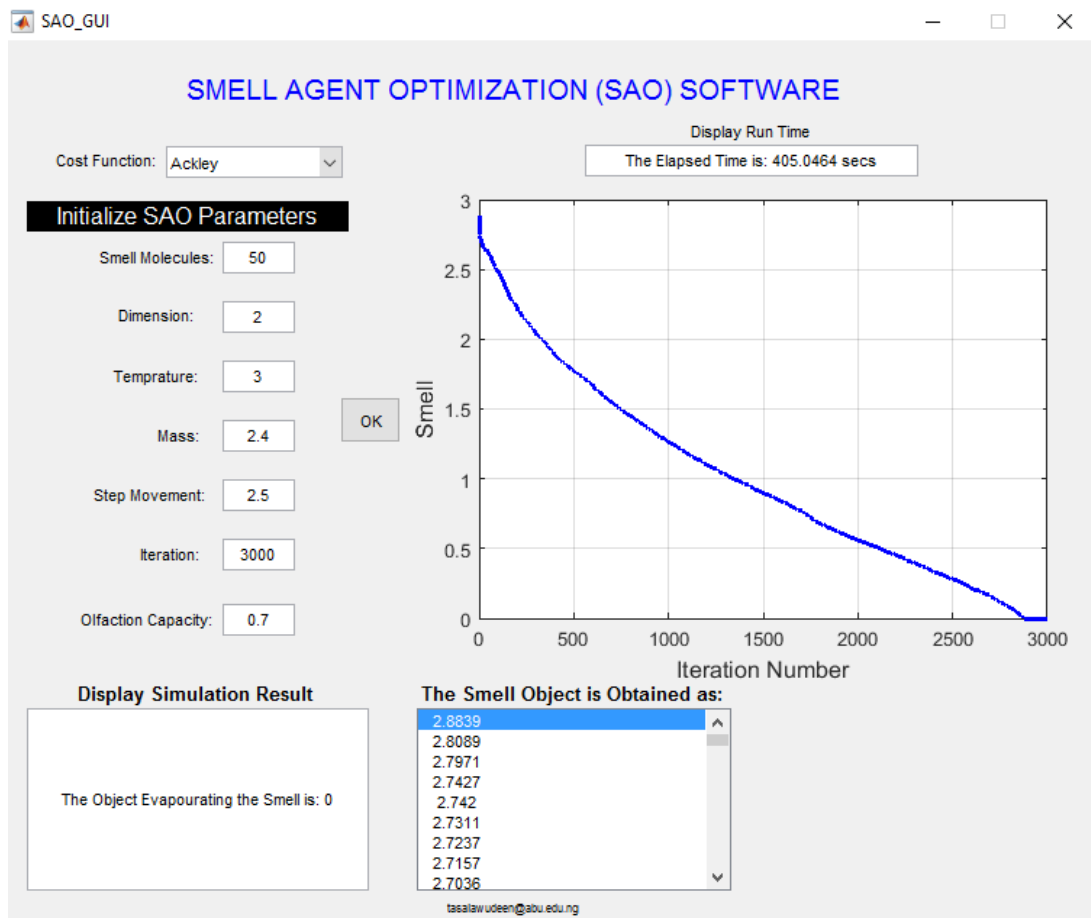 SAO_GUI
SMELL AGENT OPTIMIZATION (SAO) SOFTWARE
Display Run Time
Cost Function: Ackley
The Elapsed Time is: 405.0464 secs
Initialize SAO Parameters
Smell Molecules: 50
Dimension: 2
Temprature: 3
Mass: 2.4
Step Movement: 2.5
Iteration: 3000
Olfaction Capacity: 0.7
OK
Smell
3
2.5
2
1.5
1
0.5
0
0 500 1000 1500 2000 2500 3000
Iteration Number
Display Simulation Result
The Object Evapourating the Smell is: 0
The Smell Object is Obtained as:
2.8839
2.8089
2.7971
2.7427
2.742
2.7311
2.7237
2.7157
2.7036
tasalawudeen@abu.edu.ng